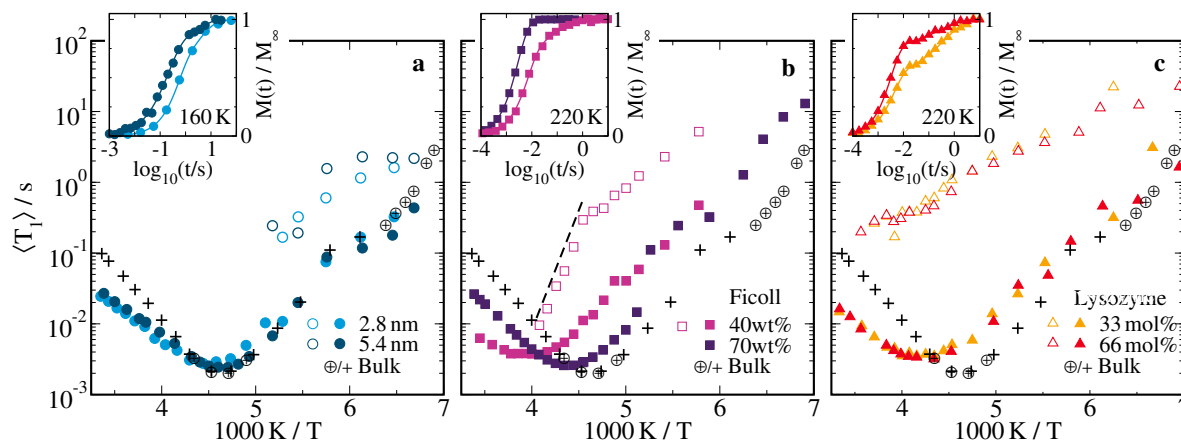 ⟨T₁⟩ / s
10²
10¹
10⁰
10⁻¹
10⁻²
10⁻³
a
160 K
-3 -1 1
log₁₀(t/s)
0
1
M(t) / M∞
2.8 nm
5.4 nm
⊕/+ Bulk
4 5 6 7
1000 K / T
b
220 K
-4 -2 0
log₁₀(t/s)
0
1
M(t) / M∞
Ficoll
40wt%
70wt%
⊕/+ Bulk
4 5 6 7
1000 K / T
c
220 K
-4 -2 0
log₁₀(t/s)
0
1
M(t) / M∞
Lysozyme
33 mol%
66 mol%
⊕/+ Bulk
4 5 6 7
1000 K / T